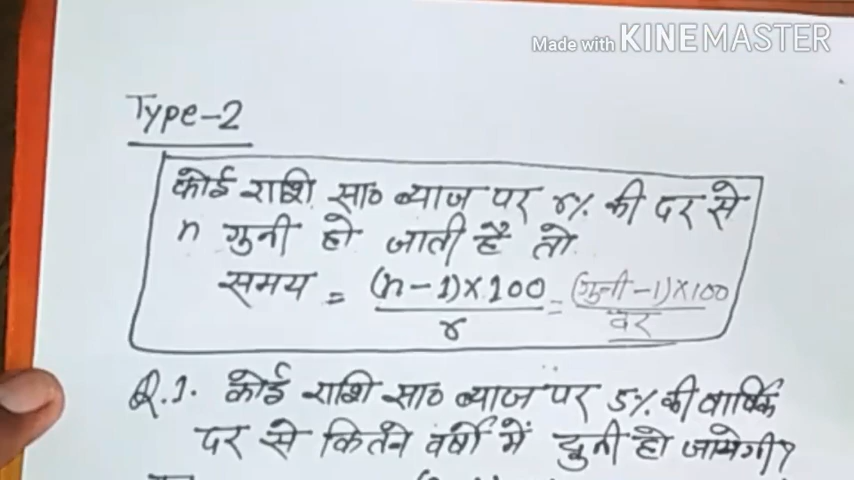 Made with KINEMASTER
Type-2
कोई राशि सा० ब्याज पर r% की दर से
n गुनी हो जाती है तो
समय = (n-1)×100/r = (गुनी-1)×100/दर
Q.1. कोई राशि सा० ब्याज पर 5% की वार्षिक
दर से कितने वर्षों में दुनी हो जायेगी?